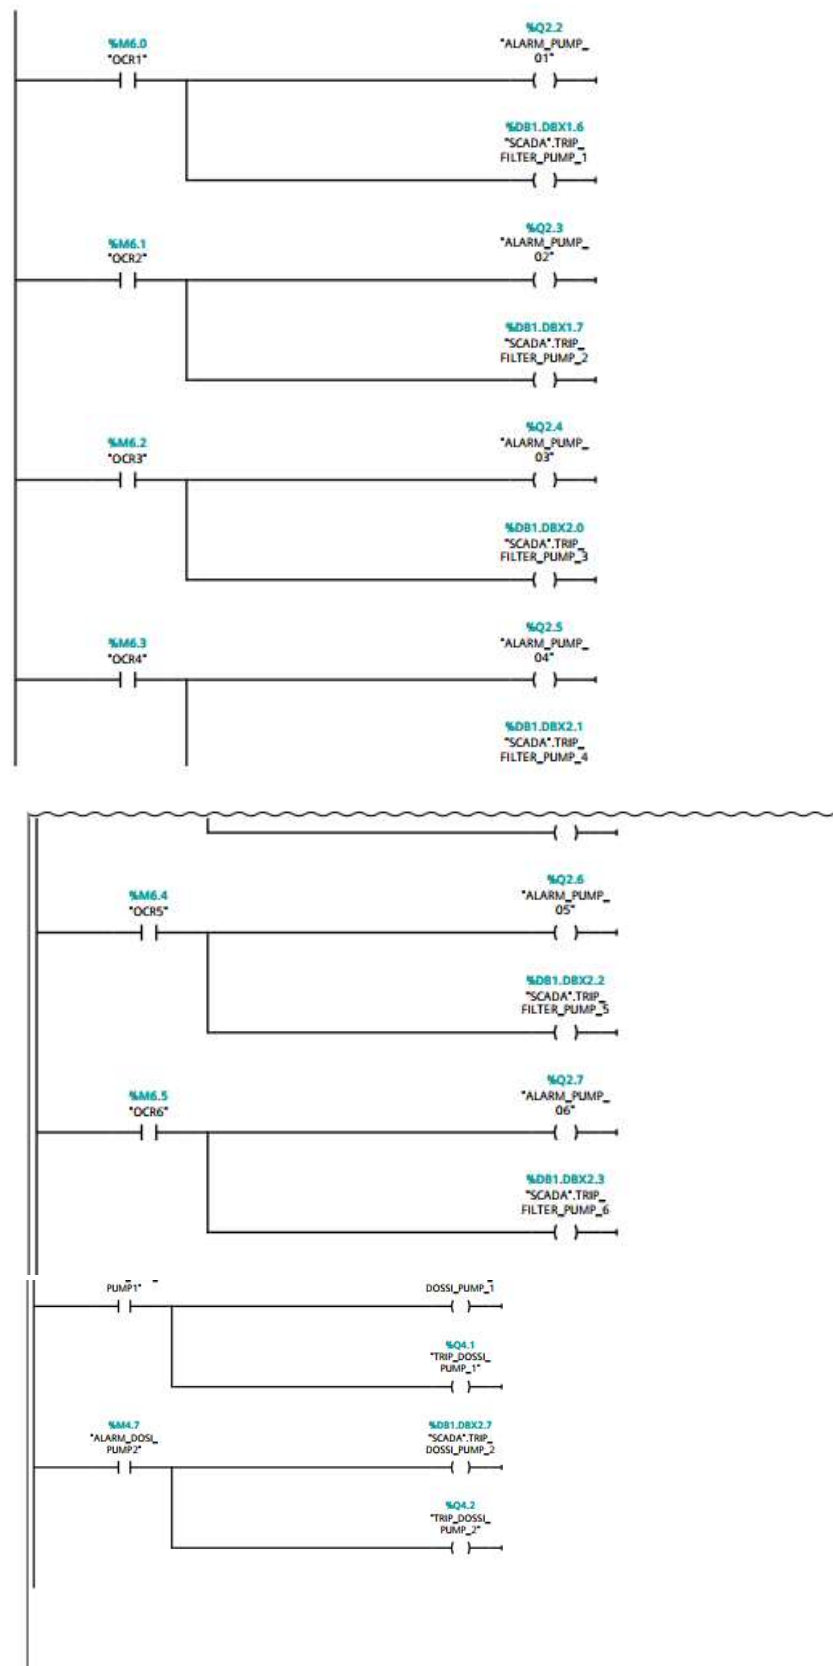 %Q2.2
%M6.0
"ALARM_PUMP_
"OCR1"
01"
%DB1.DBX1.6
"SCADA".TRIP_
FILTER_PUMP_1
%Q2.3
%M6.1
"ALARM_PUMP_
"OCR2"
02"
%DB1.DBX1.7
"SCADA".TRIP_
FILTER_PUMP_2
%Q2.4
%M6.2
"ALARM_PUMP_
"OCR3"
03"
%DB1.DBX2.0
"SCADA".TRIP_
FILTER_PUMP_3
%Q2.5
%M6.3
"ALARM_PUMP_
"OCR4"
04"
%DB1.DBX2.1
"SCADA".TRIP_
FILTER_PUMP_4
%Q2.6
%M6.4
"ALARM_PUMP_
"OCR5"
05"
%DB1.DBX2.2
"SCADA".TRIP_
FILTER_PUMP_5
%Q2.7
%M6.5
"ALARM_PUMP_
"OCR6"
06"
%DB1.DBX2.3
"SCADA".TRIP_
FILTER_PUMP_6
PUMP1"
DOSSI_PUMP_1
%Q4.1
"TRIP_DOSSI_
PUMP_1"
%M4.7
%DB1.DBX2.7
"ALARM_DOSI_
"SCADA".TRIP_
PUMP2"
DOSSI_PUMP_2
%Q4.2
"TRIP_DOSSI_
PUMP_2"